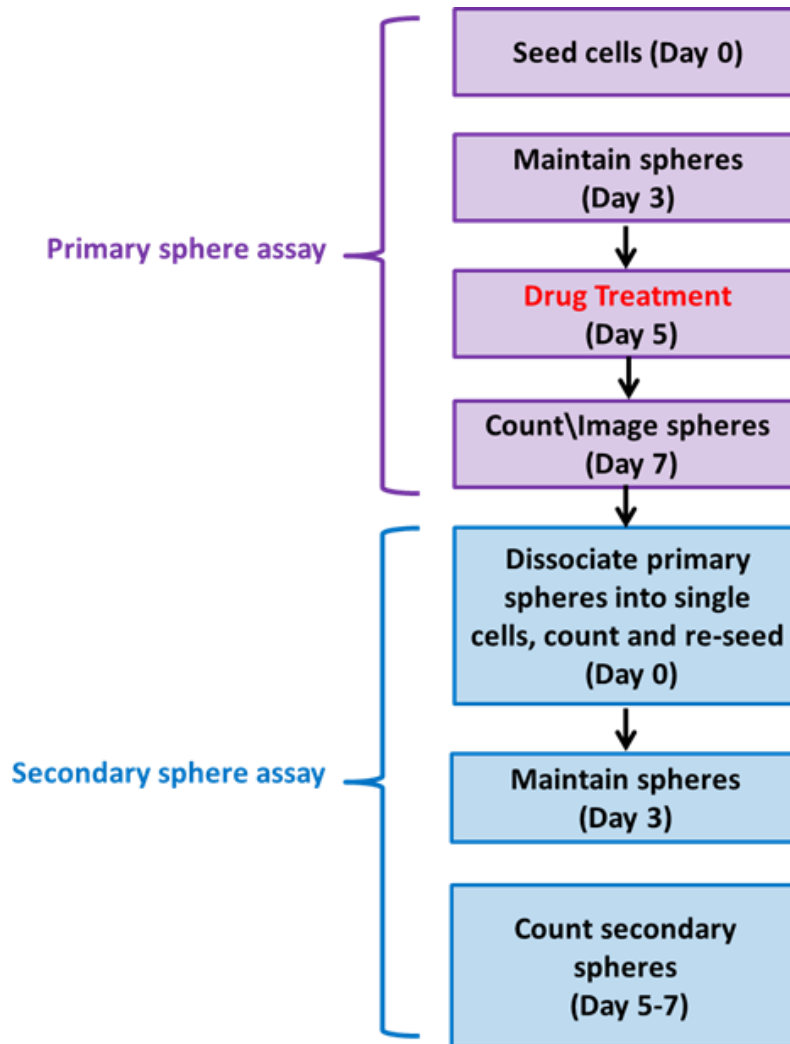 Seed cells (Day 0)
Maintain spheres
(Day 3)
Primary sphere assay
Drug Treatment
(Day 5)
Count\Image spheres
(Day 7)
Dissociate primary
spheres into single
cells, count and re-seed
(Day 0)
Secondary sphere assay
Maintain spheres
(Day 3)
Count secondary
spheres
(Day 5-7)